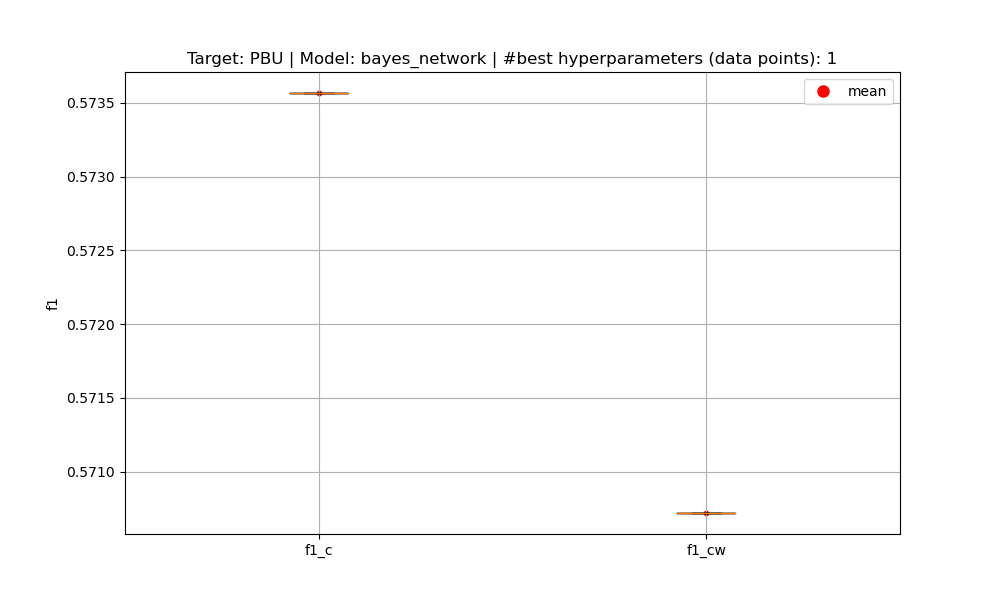 Target: PBU | Model: bayes_network | #best hyperparameters (data points): 1
mean
0.5735
0.5730
0.5725
0.5720
0.5715
0.5710
f1
f1_c
f1_cw